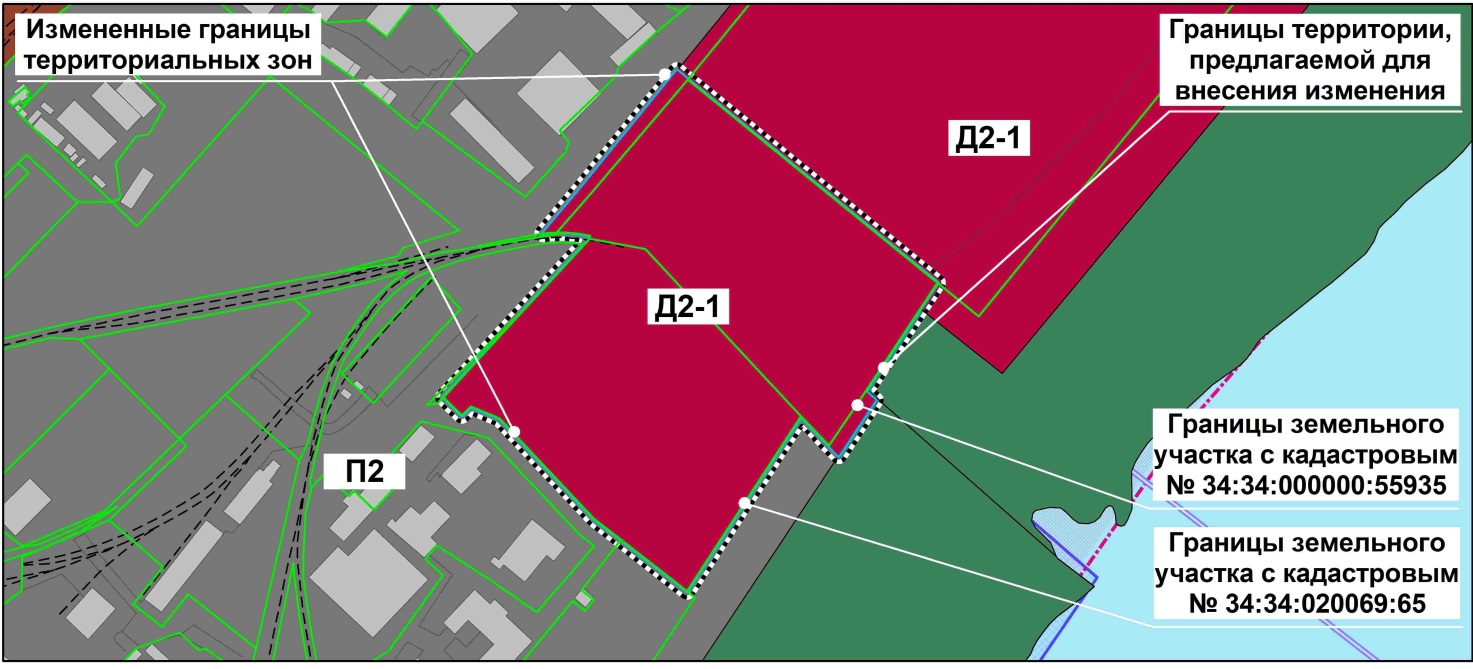 Измененные границы
территориальных зон
Границы территории,
предлагаемой для
внесения изменения
Д2-1
Д2-1
П2
Границы земельного
участка с кадастровым
№ 34:34:000000:55935
Границы земельного
участка с кадастровым
№ 34:34:020069:65